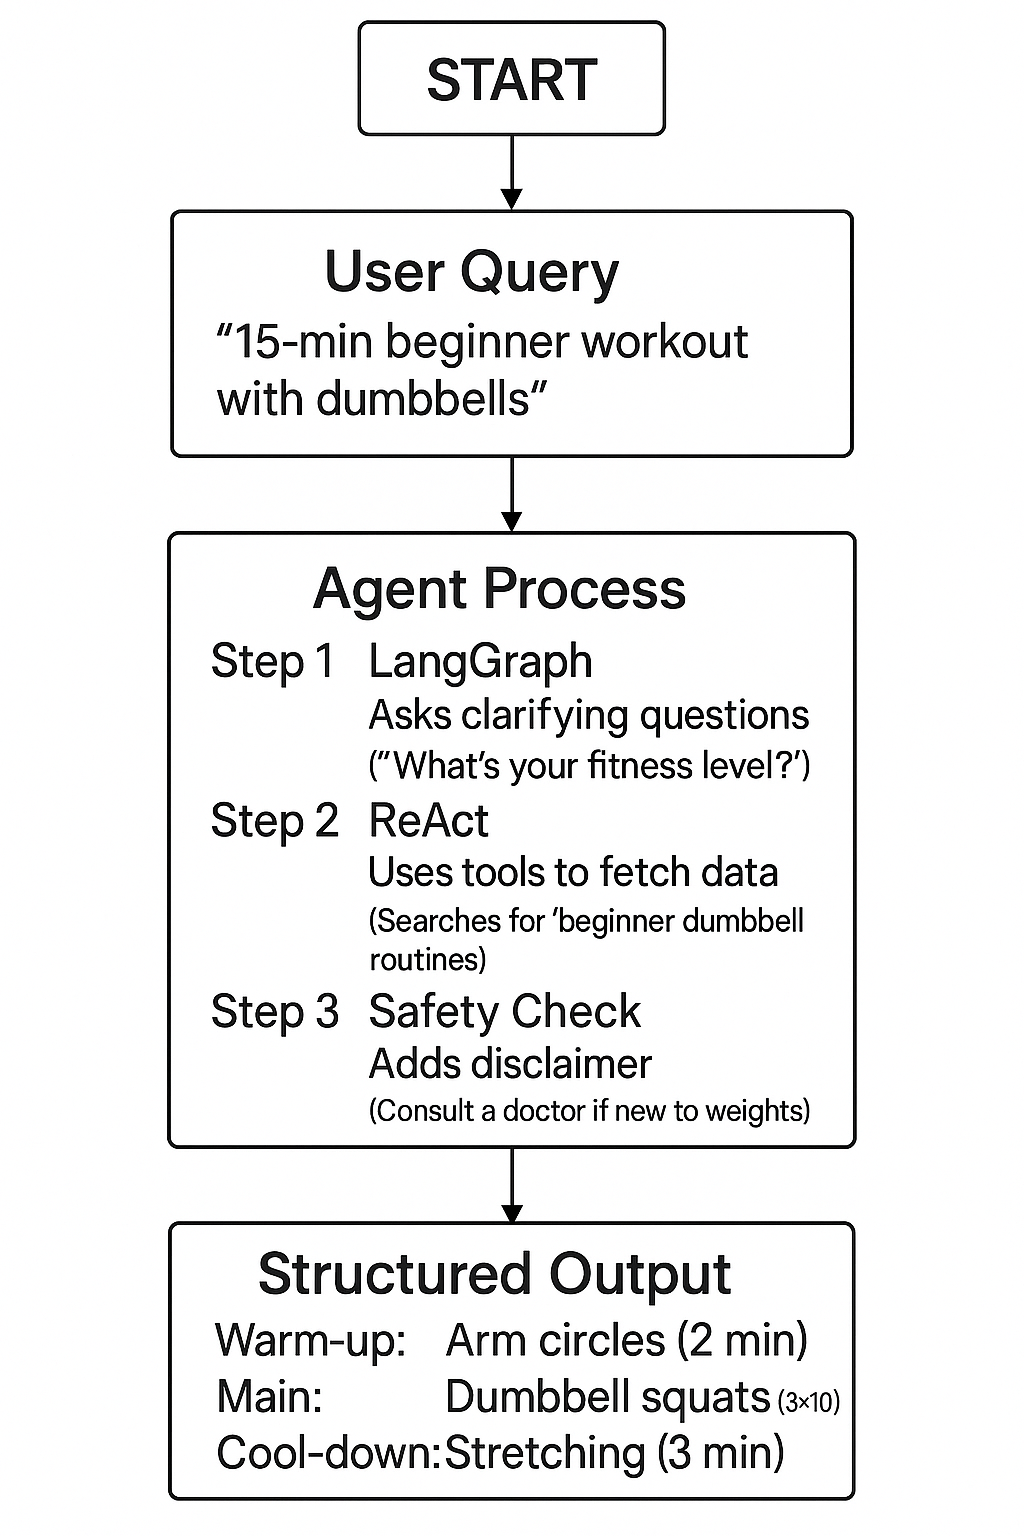 START
User Query
“15-min beginner workout
with dumbbells”
Agent Process
Step 1 LangGraph
Asks clarifying questions
(“What's your fitness level?’)
Step 2 ReAct
Uses tools to fetch data
(Searches for ‘beginner dumbbell
routines)
Step 3 Safety Check
Adds disclaimer
(Consult a doctor if new to weights)
Structured Output
Warm-up: Arm circles (2 min)
Main: Dumbbell squats (3×10)
Cool-down: Stretching (3 min)